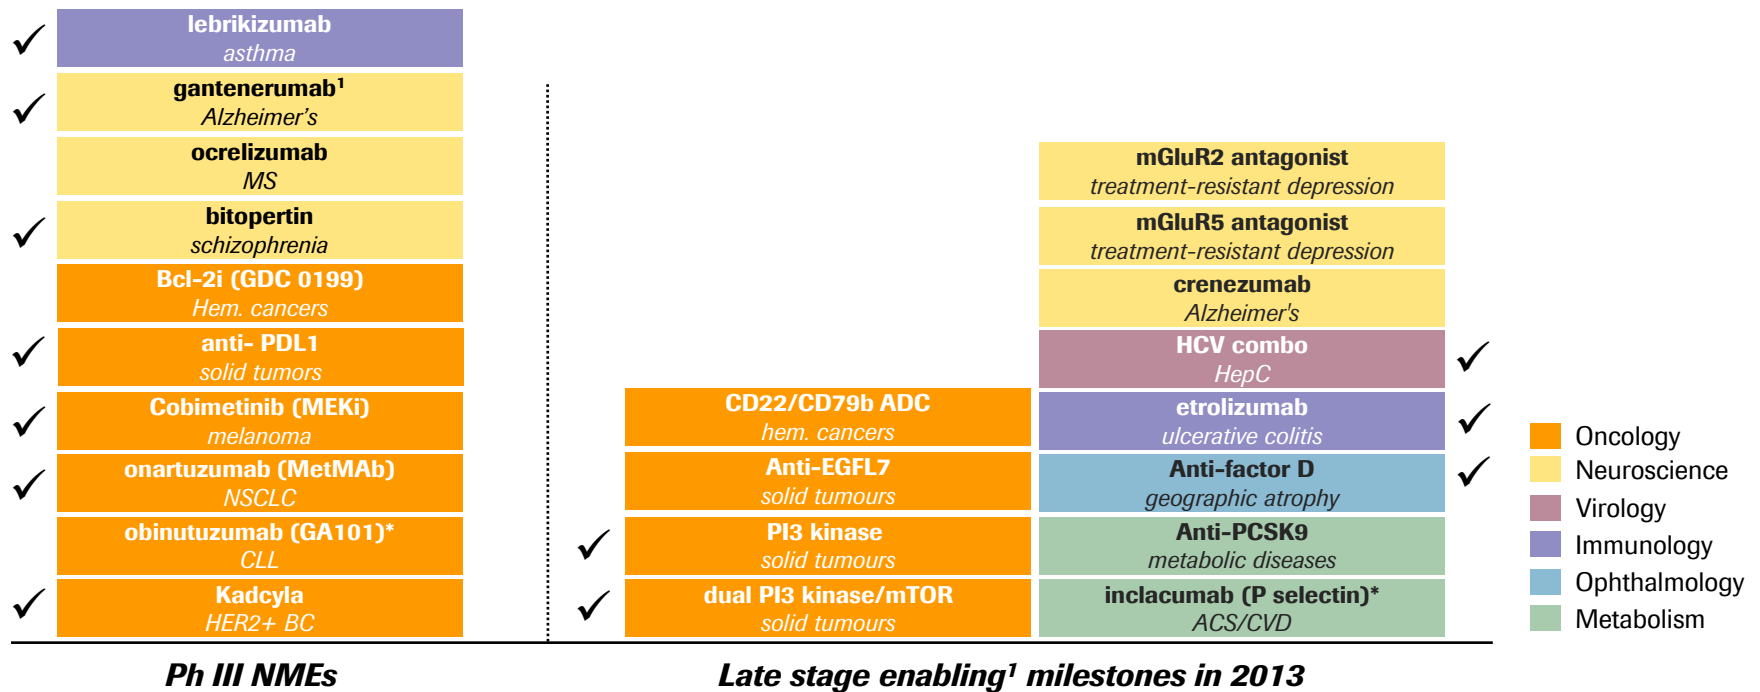 lebrikizumab
asthma
gantenerumab¹
Alzheimer's
ocrelizumab
MS
bitopertin
schizophrenia
Bcl-2i (GDC 0199)
Hem. cancers
anti- PDL1
solid tumors
Cobimetinib (MEKi)
melanoma
onartuzumab (MetMAb)
NSCLC
obinutuzumab (GA101)*
CLL
Kadcyla
HER2+ BC
Ph III NMEs
CD22/CD79b ADC
hem. cancers
Anti-EGFL7
solid tumours
PI3 kinase
solid tumours
dual PI3 kinase/mTOR
solid tumours
mGluR2 antagonist
treatment-resistant depression
mGluR5 antagonist
treatment-resistant depression
crenezumab
Alzheimer's
HCV combo
HepC
etrolizumab
ulcerative colitis
Anti-factor D
geographic atrophy
Anti-PCSK9
metabolic diseases
inclacumab (P selectin)*
ACS/CVD
Late stage enabling¹ milestones in 2013
Oncology
Neuroscience
Virology
Immunology
Ophthalmology
Metabolism